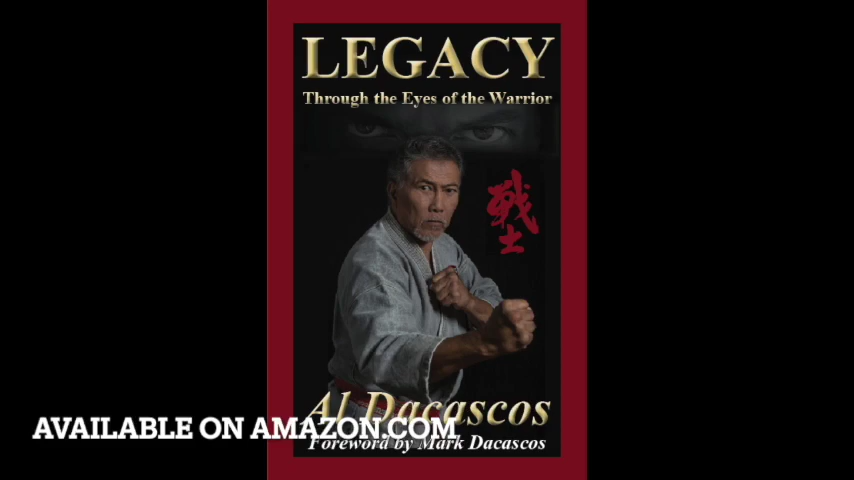 LEGACY
Through the Eyes of the Warrior
戦
士
Al Dacascos
AVAILABLE ON AMAZON.COM
Foreword by Mark Dacascos